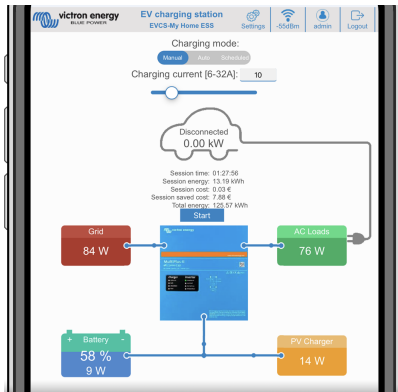 victron energy
BLUE POWER
EV charging station
EVCS-My Home ESS
Settings
-55dBm
admin
Logout
Charging mode:
Manual Auto Scheduled
Charging current [6-32A]: 10
Disconnected
0.00 kW
Session time: 01:27:56
Session energy: 13.19 kWh
Session cost: 0.03 €
Session saved cost: 7.88 €
Total energy: 125.57 kWh
Start
Grid
84 W
victron energy
AC Loads
76 W
+ Battery -
58 %
9 W
PV Charger
14 W